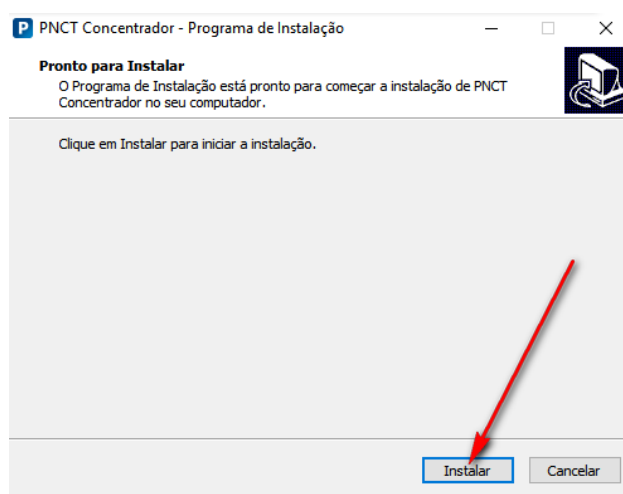 P PNCT Concentrador - Programa de Instalação
Pronto para Instalar
O Programa de Instalação está pronto para começar a instalação de PNCT
Concentrador no seu computador.
Clique em Instalar para iniciar a instalação.
Instalar Cancelar